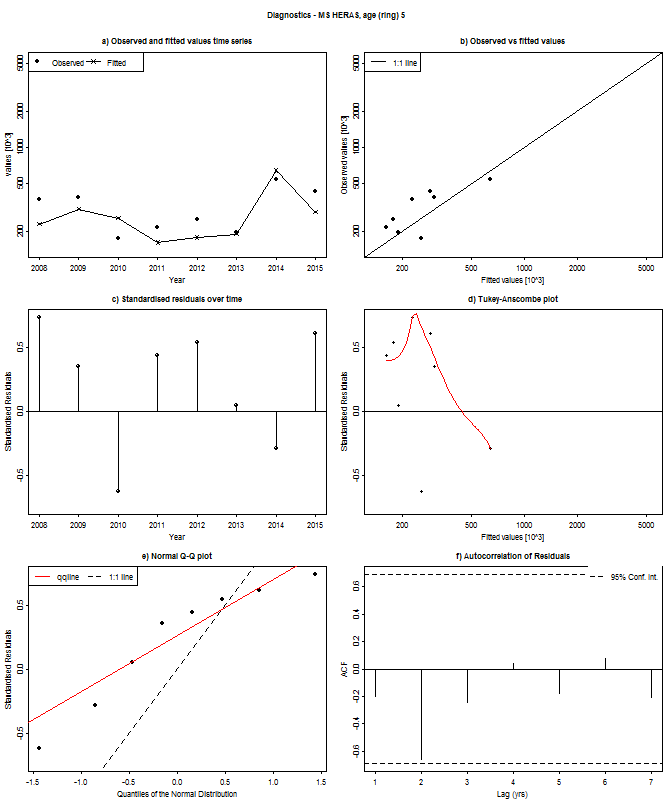 Diagnostics - MS HERAS, age (ring) 5
a) Observed and fitted values time series
Observed
Fitted
values [10^3]
200 500 1000 2000 5000
2008 2009 2010 2011 2012 2013 2014 2015
Year
b) Observed vs fitted values
1:1 line
Observed values [10^3]
200 500 1000 2000 5000
200 500 1000 2000 5000
Fitted values [10^3]
c) Standardised residuals over time
Standardised Residuals
-0.5 0.0 0.5
2008 2009 2010 2011 2012 2013 2014 2015
Year
d) Tukey-Anscombe plot
Standardised Residuals
-0.5 0.0 0.5
200 500 1000 2000 5000
Fitted values [10^3]
e) Normal Q-Q plot
qqline
1:1 line
Standardised Residuals
-0.5 0.0 0.5
-1.5 -1.0 -0.5 0.0 0.5 1.0 1.5
Quantiles of the Normal Distribution
f) Autocorrelation of Residuals
95% Conf. Int.
ACF
-0.6 -0.4 -0.2 0.0 0.2 0.4 0.6
1 2 3 4 5 6 7
Lag (yrs)